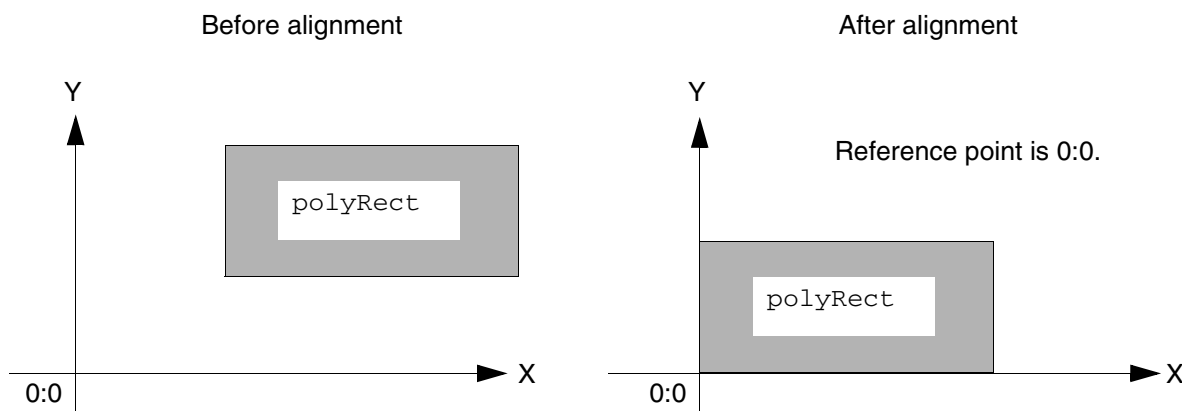 Before alignment
Y
polyRect
X
0:0
After alignment
Y
Reference point is 0:0.
polyRect
X
0:0